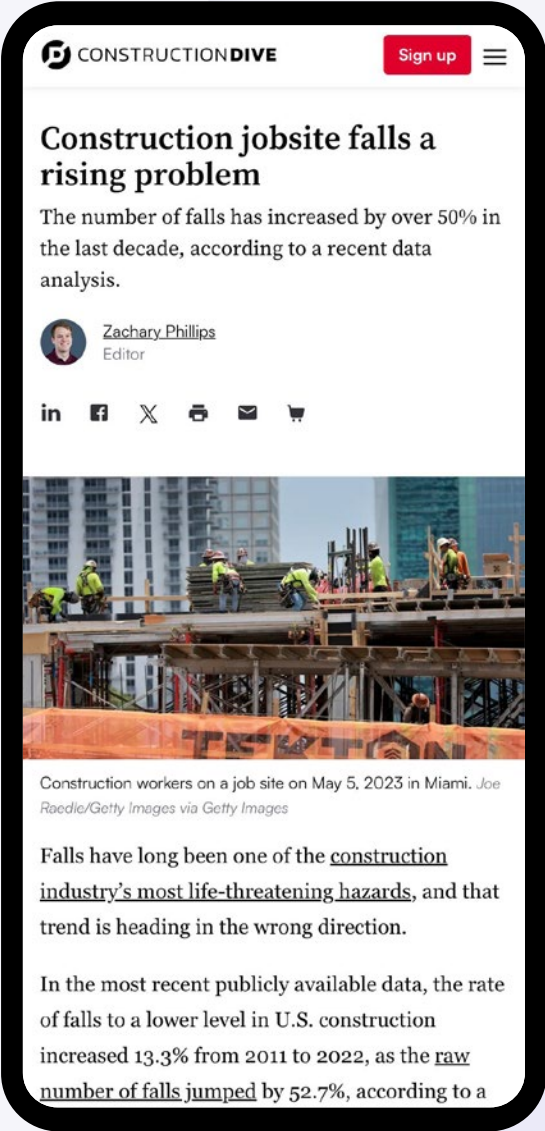 CONSTRUCTIONDIVE
Sign up
Construction jobsite falls a
rising problem
The number of falls has increased by over 50% in
the last decade, according to a recent data
analysis.
Zachary Phillips
Editor
TEKTON
Construction workers on a job site on May 5, 2023 in Miami. Joe
Raedle/Getty Images via Getty Images
Falls have long been one of the construction
industry’s most life-threatening hazards, and that
trend is heading in the wrong direction.
In the most recent publicly available data, the rate
of falls to a lower level in U.S. construction
increased 13.3% from 2011 to 2022, as the raw
number of falls jumped by 52.7%, according to a